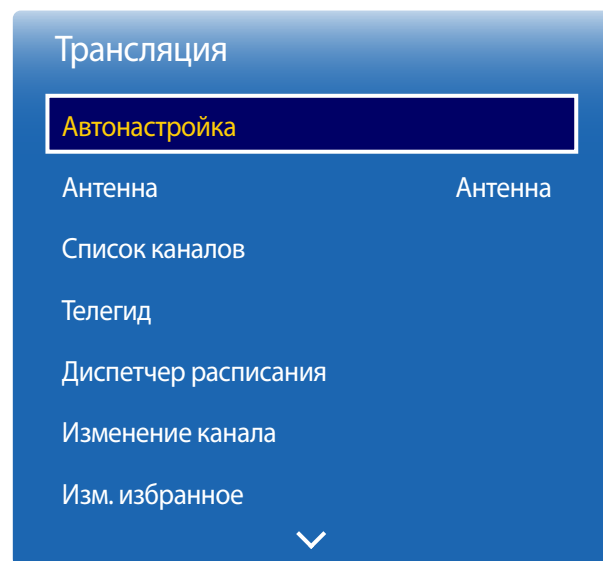 Трансляция
Автонастройка
Антенна Антенна
Список каналов
Телегид
Диспетчер расписания
Изменение канала
Изм. избранное